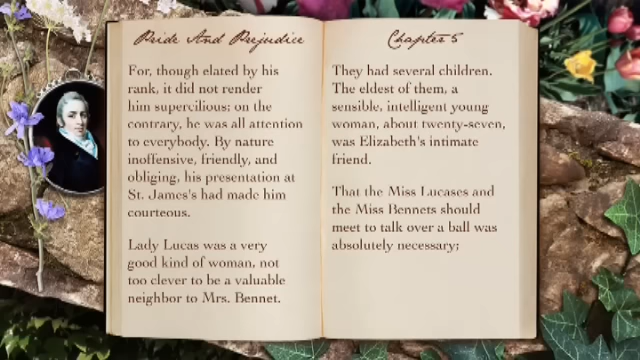 Pride And Prejudice
For, though elated by his
rank, it did not render
him supercilious; on the
contrary, he was all attention
to everybody. By nature
inoffensive, friendly, and
obliging, his presentation at
St. James's had made him
courteous.
Lady Lucas was a very
good kind of woman, not
too clever to be a valuable
neighbor to Mrs. Bennet.
Chapter 5
They had several children.
The eldest of them, a
sensible, intelligent young
woman, about twenty-seven,
was Elizabeth's intimate
friend.
That the Miss Lucases and
the Miss Bennets should
meet to talk over a ball was
absolutely necessary;